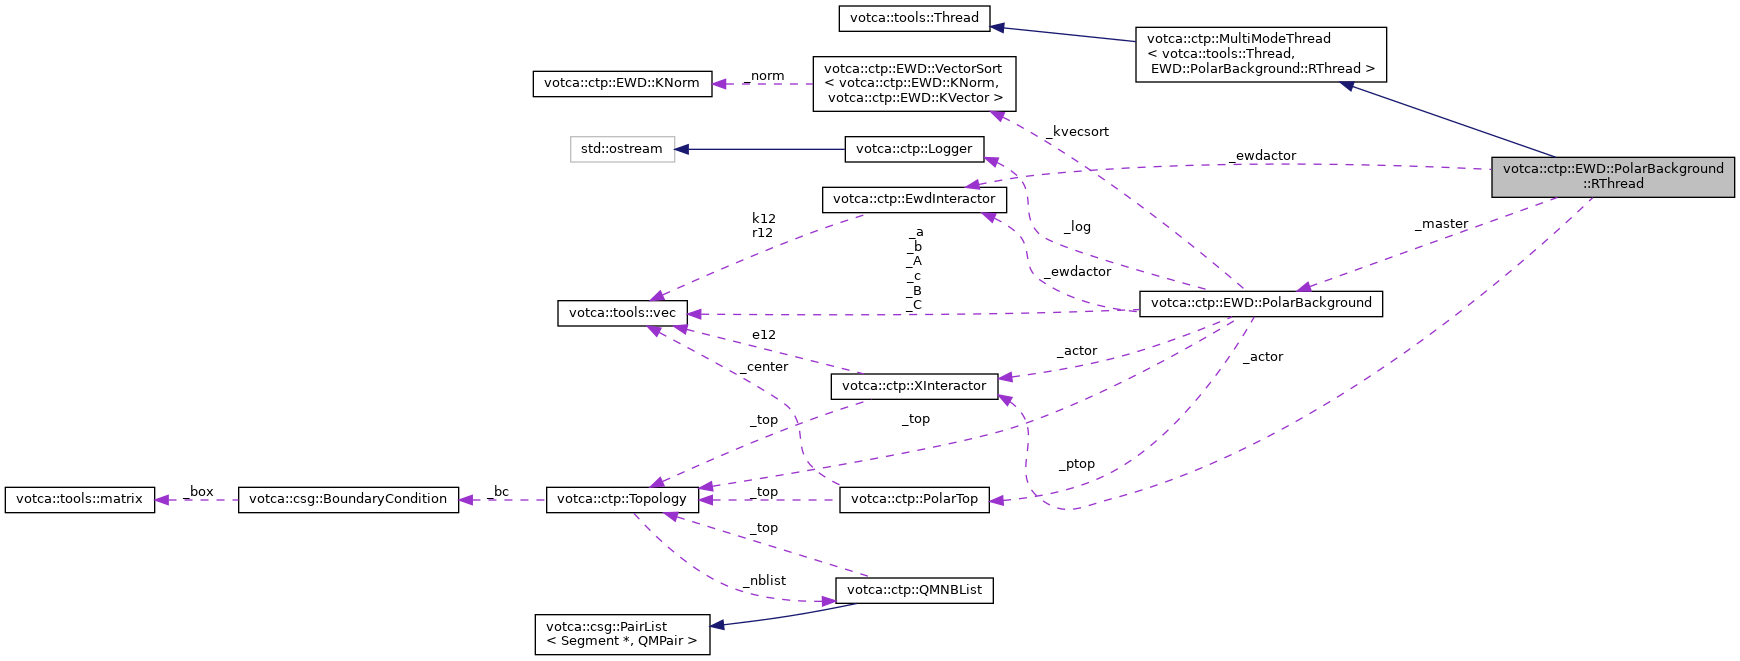 votca::tools::Thread
votca::ctp::MultiModeThread
< votca::tools::Thread,
EWD::PolarBackground::RThread >
votca::ctp::EWD::KNorm
_norm
votca::ctp::EWD::VectorSort
< votca::ctp::EWD::KNorm,
votca::ctp::EWD::KVector >
_kvecsort
std::ostream
votca::ctp::Logger
_ewdactor
votca::ctp::EWD::PolarBackground
::RThread
votca::ctp::EwdInteractor
k12
r12
_a
_b
_A
_c
_B
_C
_log
_master
_ewdactor
votca::ctp::EWD::PolarBackground
votca::tools::vec
e12
_center
_actor
_actor
votca::ctp::XInteractor
_top
_top
_ptop
votca::tools::matrix
_box
votca::csg::BoundaryCondition
_bc
votca::ctp::Topology
_top
votca::ctp::PolarTop
_top
_nblist
votca::ctp::QMNBList
votca::csg::PairList
< Segment *, QMPair >